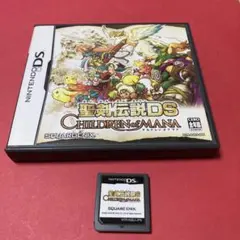 NINTENDO DS
聖剣伝説DS
CHILDREN of MANA
SQUARE ENIX
NINTENDO DS
聖剣伝説DS
CHILDREN of MANA
SQUARE ENIX